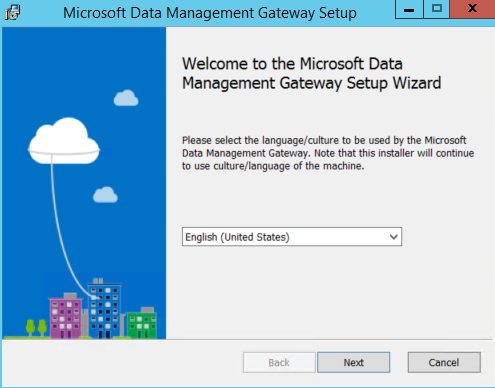 Microsoft Data Management Gateway Setup
Welcome to the Microsoft Data
Management Gateway Setup Wizard
Please select the language/culture to be used by the Microsoft
Data Management Gateway. Note that this installer will continue
to use culture/language of the machine.
English (United States)
Back
Next
Cancel